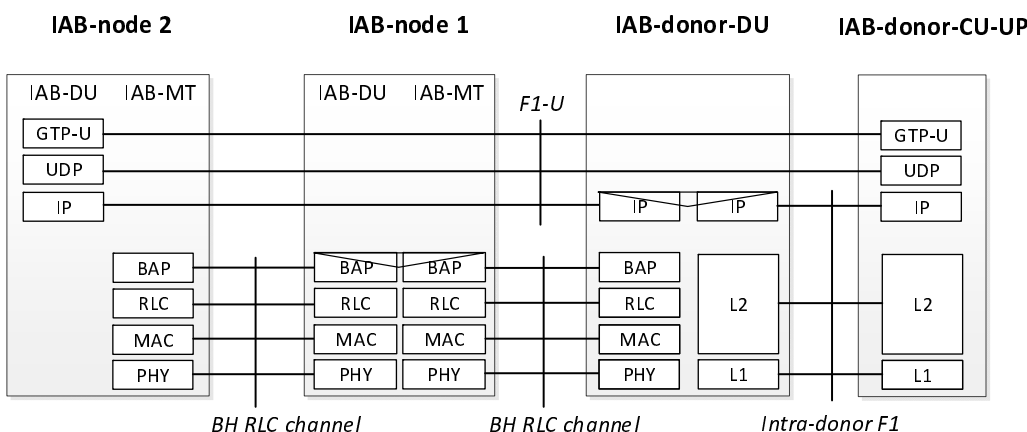 IAB-node 2 IAB-node 1 IAB-donor-DU IAB-donor-CU-UP
IAB-DU IAB-MT IAB-DU IAB-MT
F1-U
GTP-U GTP-U
UDP UDP
IP IP IP IP
BAP BAP BAP BAP
RLC RLC RLC RLC L2 L2
MAC MAC MAC MAC
PHY PHY PHY PHY L1 L1
BH RLC channel BH RLC channel Intra-donor F1